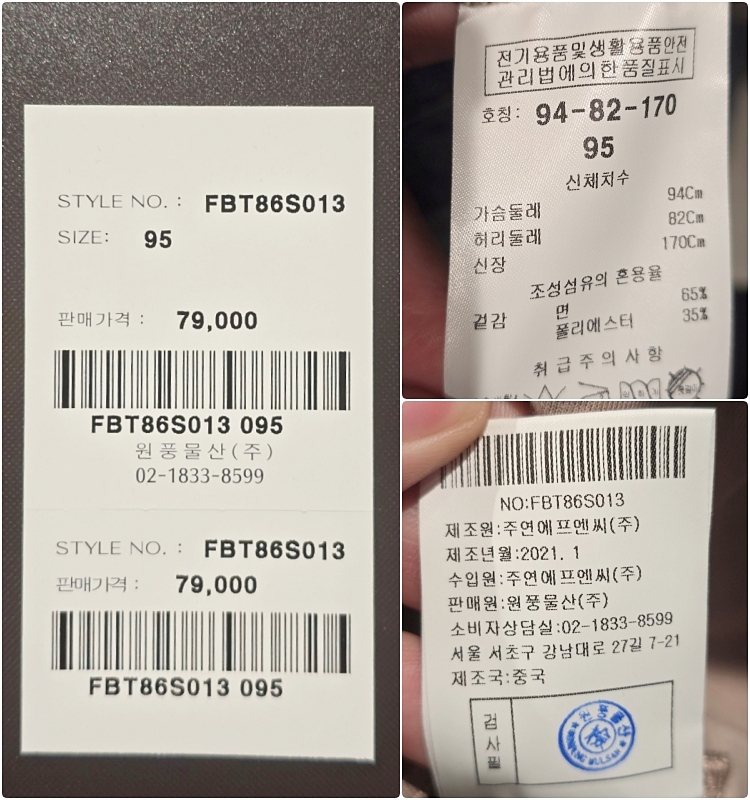 STYLE NO. : FBT86S013
SIZE: 95
판매가격 : 79,000
FBT86S013 095
원풍물산(주)
02-1833-8599
STYLE NO. : FBT86S013
판매가격 : 79,000
FBT86S013 095
전기용품및생활용품안전
관리법에의한품질표시
호칭: 94-82-170
95
신체치수
가슴둘레 94Cm
허리둘레 82Cm
신장 170Cm
조성섬유의 혼용율
겉감 면 65%
폴리에스터 35%
취급주의사항
NO:FBT86S013
제조원:주연에프엔씨(주)
제조년월:2021. 1
수입원:주연에프엔씨(주)
판매원:원풍물산(주)
소비자상담실:02-1833-8599
서울 서초구 강남대로 27길 7-21
제조국:중국
검사필
원풍물산